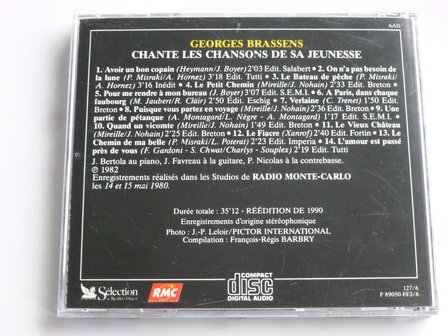 AAD
GEORGES BRASSENS
CHANTE LES CHANSONS DE SA JEUNESSE
1. Avoir un bon copain (Heymann/J. Boyer) 2'03 Edit. Salabert - 2. On n'a pas besoin
de la lune (P. Misraki/A. Hornez) 3'18 Edit. Tutti - 3. Le Bateau de pêche (P. Misraki/
A. Hornez) 3'16 Inédit - 4. Le Petit Chemin (Mireille/J. Nohain) 2'48 Edit. Breton -
5. Pour me rendre à mon bureau (J. Boyer) 3'07 Edit. S.E.M.I. - 6. A Paris, dans chaque
faubourg (M. Jaubert/R. Clair) 2'50 Edit. Eschig - 7. Verlaine (C. Trenet) 1'50 Edit.
Breton - 8. Puisque vous partez en voyage (Mireille/J. Nohain) 2'09 Edit. Breton - 9. Une
partie de pétanque (A. Montagard/L. Nègre - A. Montagard) 1'17 Edit. S.E.M.I. -
10. Quand un vicomte (Mireille/J. Nohain) 1'49 Edit. Breton - 11. Le Vieux Château
(Mireille/J. Nohain) 2'25 Edit. Breton - 12. Le Fiacre (Xanrof) 2'40 Edit. Fortin - 13. Le
Chemin de ma belle (P. Misraki/L. Poterat) 2'23 Edit. Imperia - 14. L'amour est passé
près de vous (F. Gardoni - S. Chwat/Charlys - Souplex) 2'19 Edit. Tutti
J. Bertola au piano, J. Favreau à la guitare, P. Nicolas à la contrebasse.
℗ 1982
Enregistrements réalisés dans les Studios de RADIO MONTE-CARLO
les 14 et 15 mai 1980.
Durée totale : 35'12 - RÉÉDITION DE 1990
Enregistrements d'origine stéréophonique
Photo : J.-P. Leloir/PICTOR INTERNATIONAL
Compilation : François-Régis BARBRY
Sélection
du Reader's Digest
RMC
COMPACT
disc
DIGITAL AUDIO
127/6